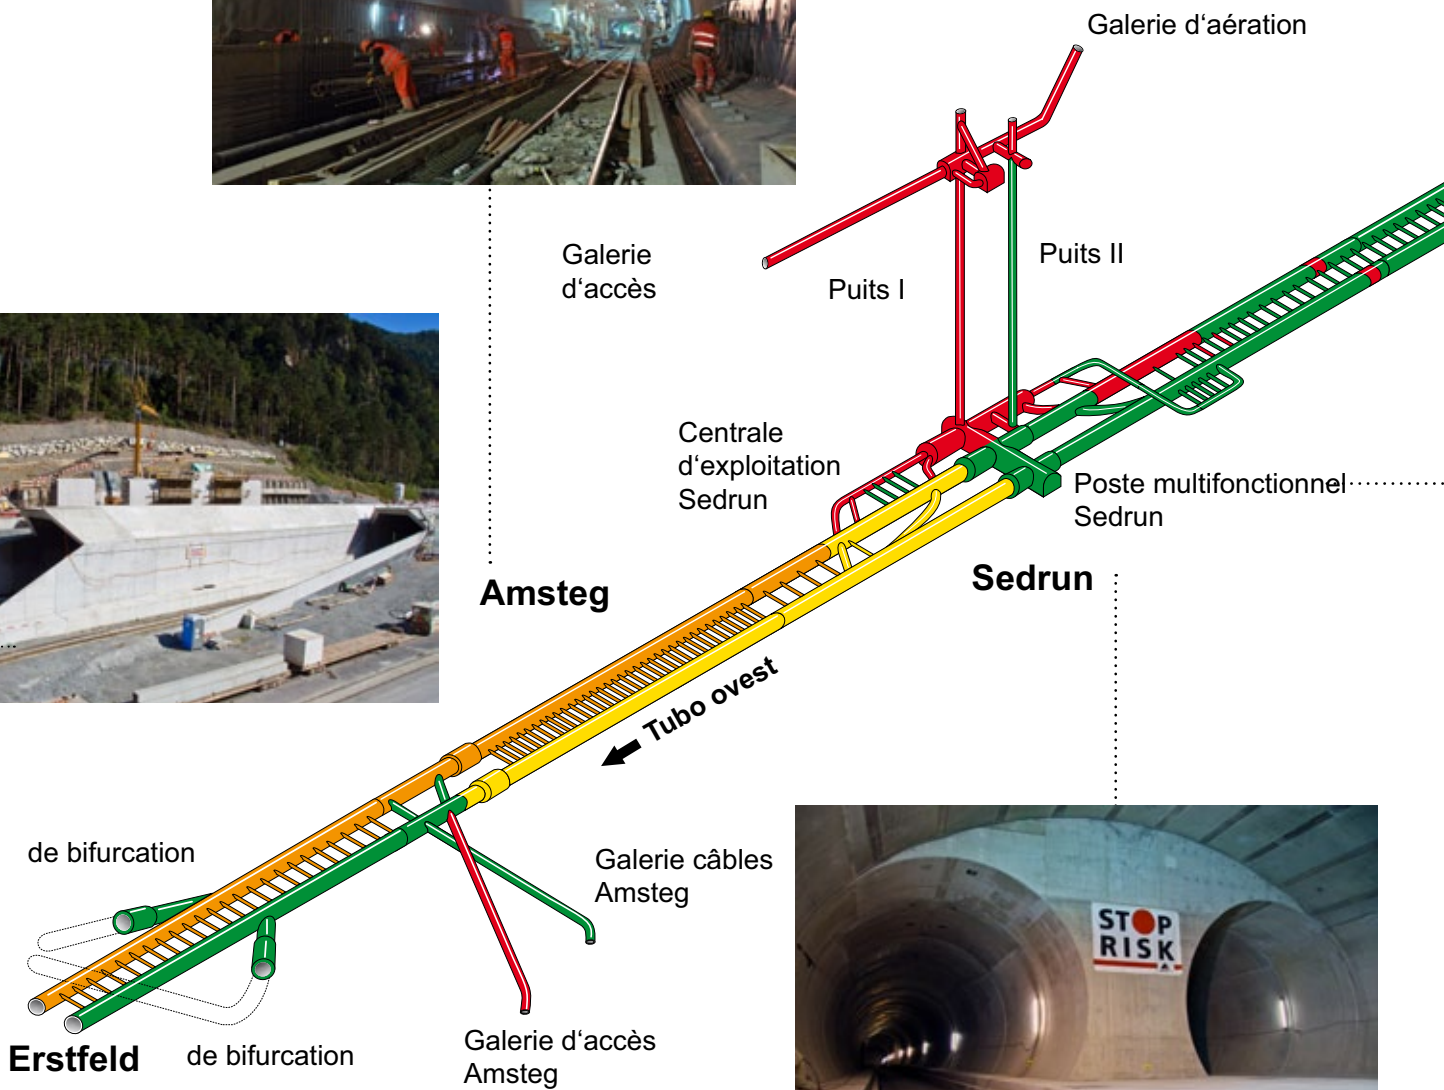 Galerie d‘aération
Galerie
d‘accès
Puits I
Puits II
Centrale
d‘exploitation
Sedrun
Poste multifonctionnel
Sedrun
Amsteg
Sedrun
Tubo ovest
de bifurcation
Galerie câbles
Amsteg
STOP
RISK
Erstfeld
de bifurcation
Galerie d‘accès
Amsteg